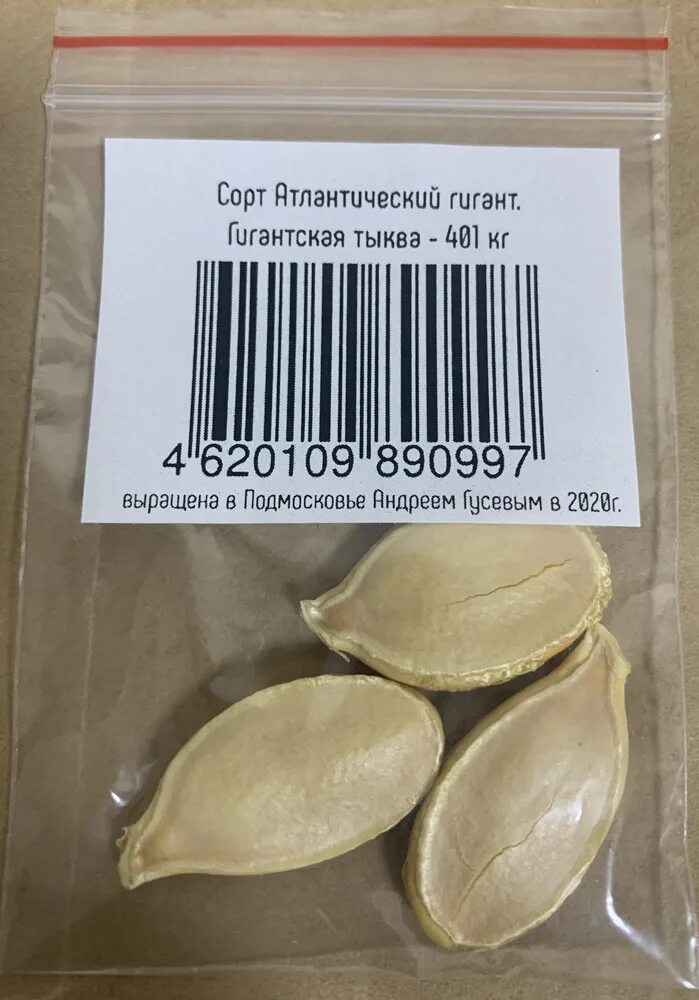 Сорт Атлантический гигант.
Гигантская тыква - 401 кг
4 620109 890997
выращена в Подмосковье Андреем Гусевым в 2020г.